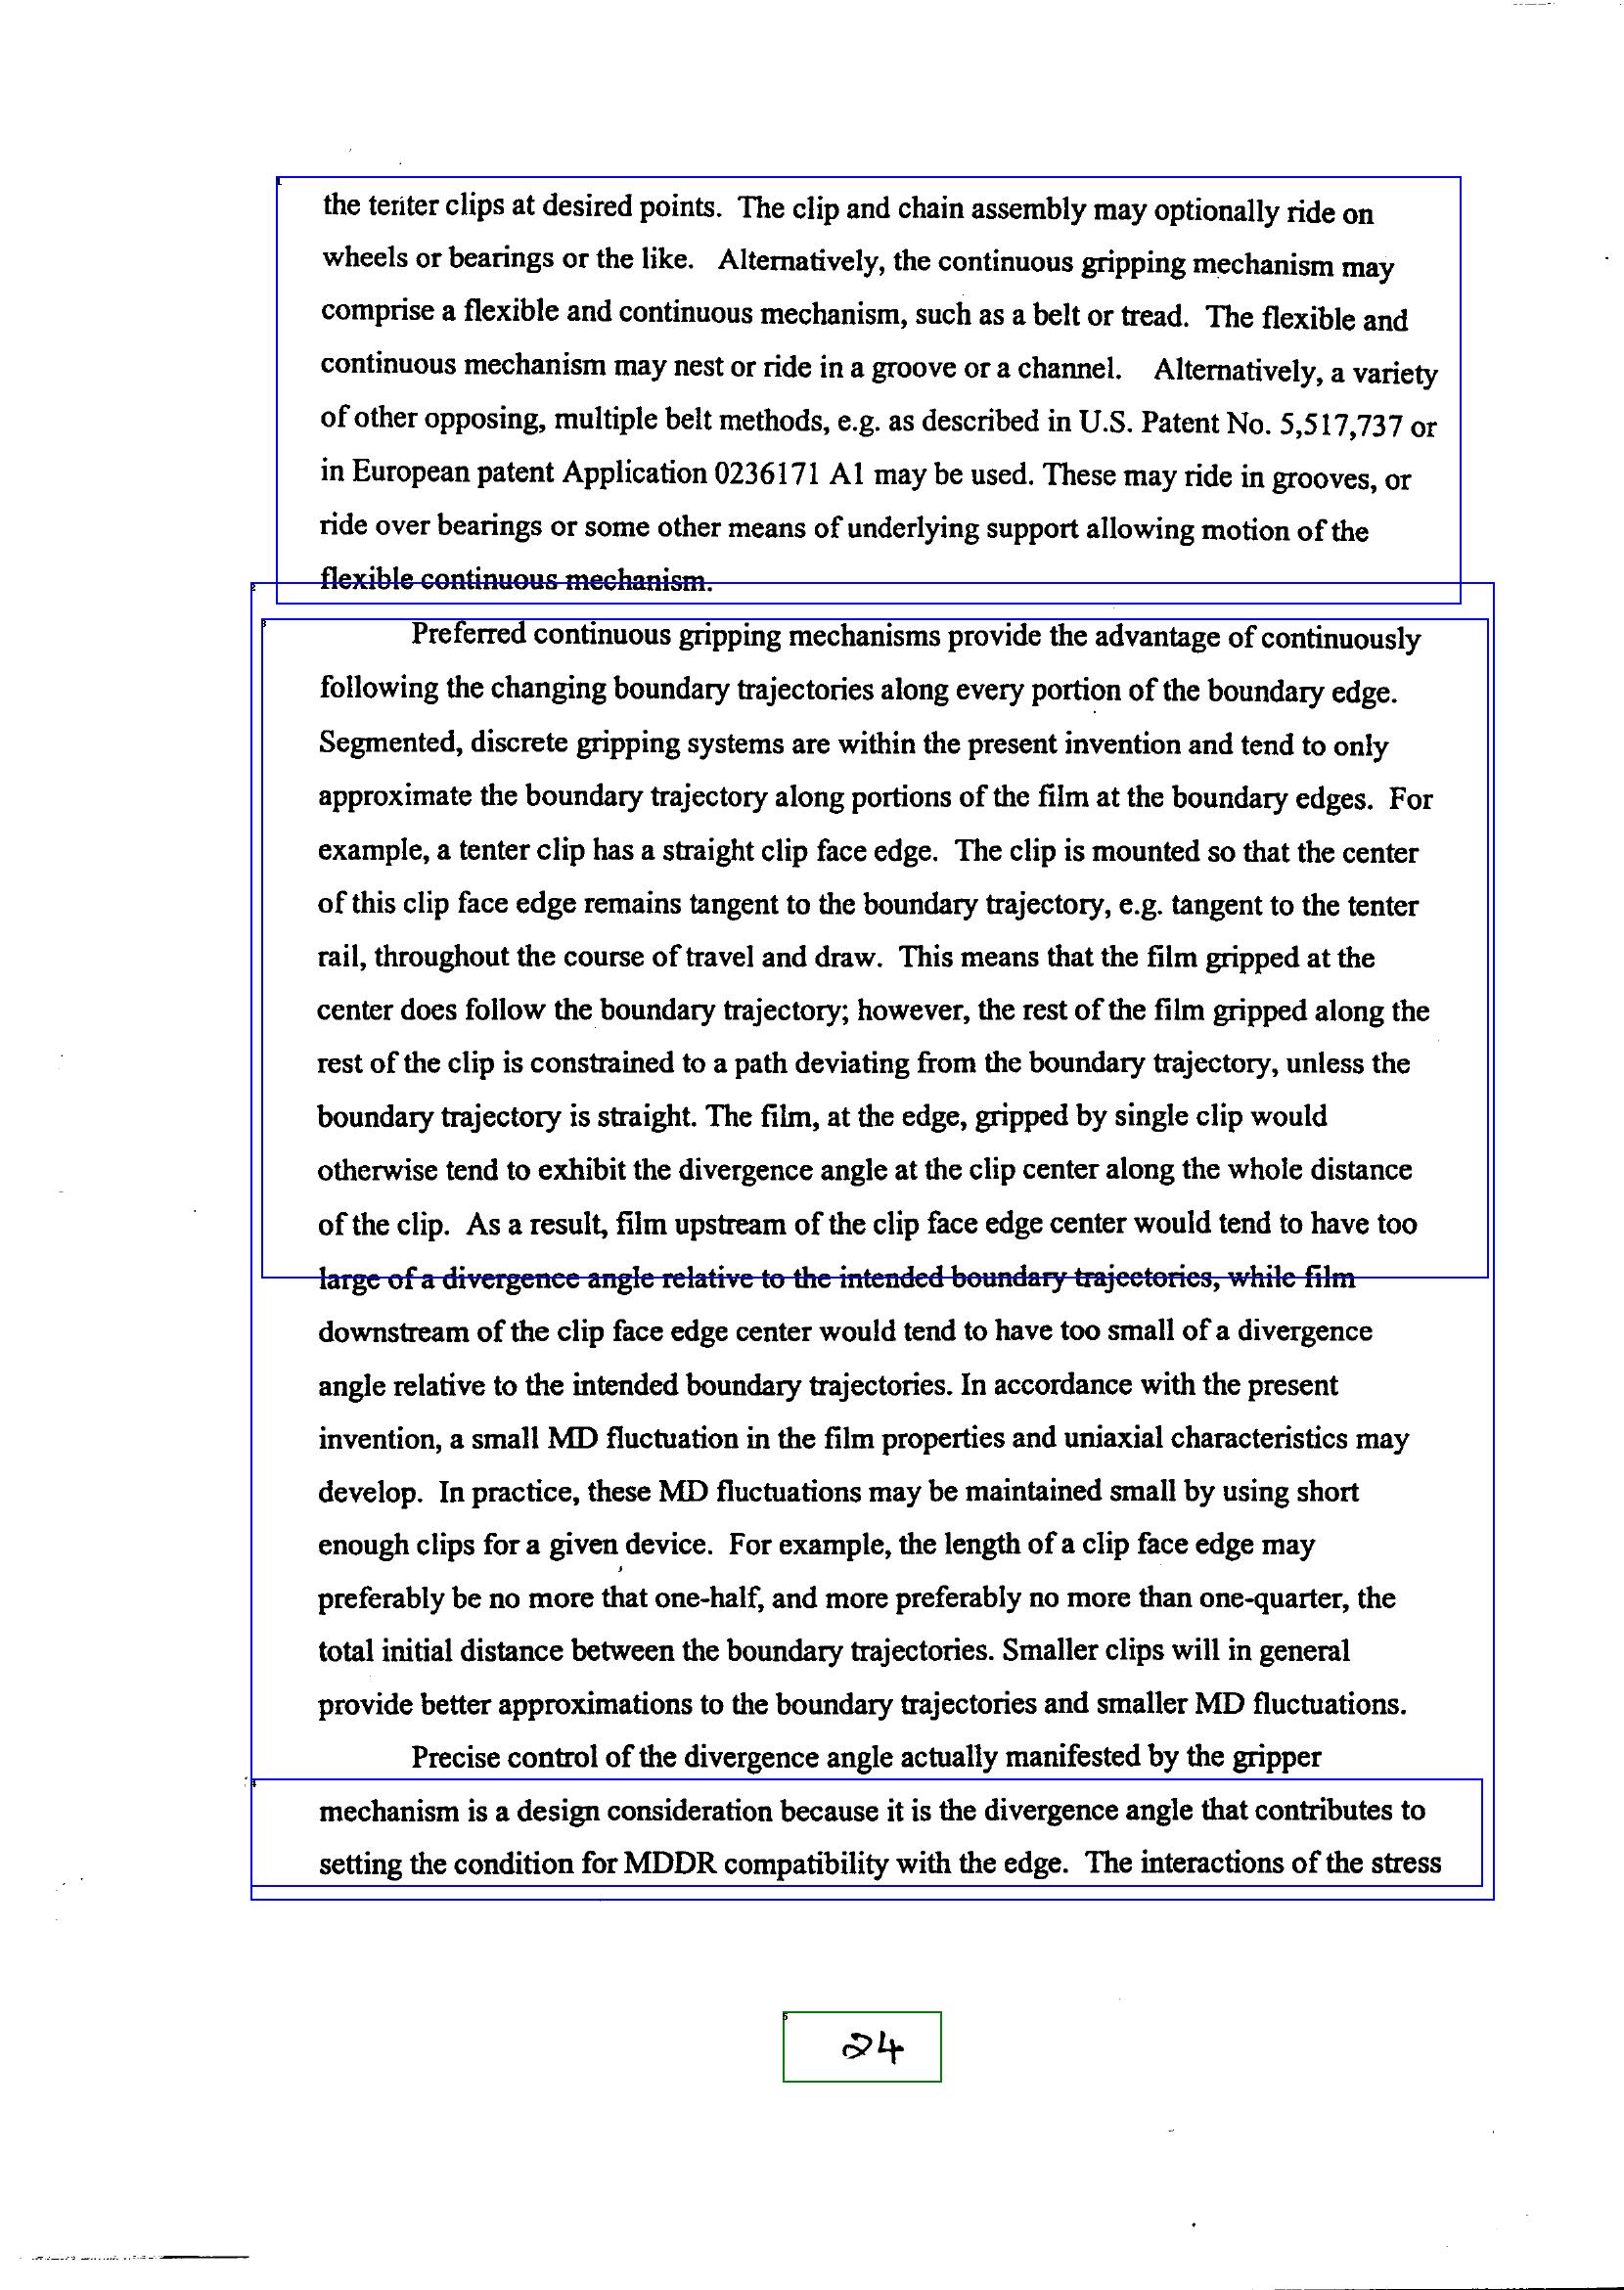 the tenter clips at desired points. The clip and chain assembly may optionally ride on
wheels or bearings or the like. Alternatively, the continuous gripping mechanism may
comprise a flexible and continuous mechanism, such as a belt or tread. The flexible and
continuous mechanism may nest or ride in a groove or a channel. Alternatively, a variety
of other opposing, multiple belt methods, e.g. as described in U.S. Patent No. 5,517,737 or
in European patent Application 0236171 A1 may be used. These may ride in grooves, or
ride over bearings or some other means of underlying support allowing motion of the
flexible continuous mechanism.
Preferred continuous gripping mechanisms provide the advantage of continuously
following the changing boundary trajectories along every portion of the boundary edge.
Segmented, discrete gripping systems are within the present invention and tend to only
approximate the boundary trajectory along portions of the film at the boundary edges. For
example, a tenter clip has a straight clip face edge. The clip is mounted so that the center
of this clip face edge remains tangent to the boundary trajectory, e.g. tangent to the tenter
rail, throughout the course of travel and draw. This means that the film gripped at the
center does follow the boundary trajectory; however, the rest of the film gripped along the
rest of the clip is constrained to a path deviating from the boundary trajectory, unless the
boundary trajectory is straight. The film, at the edge, gripped by single clip would
otherwise tend to exhibit the divergence angle at the clip center along the whole distance
of the clip. As a result, film upstream of the clip face edge center would tend to have too
large of a divergence angle relative to the intended boundary trajectories, while film
downstream of the clip face edge center would tend to have too small of a divergence
angle relative to the intended boundary trajectories. In accordance with the present
invention, a small MD fluctuation in the film properties and uniaxial characteristics may
develop. In practice, these MD fluctuations may be maintained small by using short
enough clips for a given device. For example, the length of a clip face edge may
preferably be no more that one-half, and more preferably no more than one-quarter, the
total initial distance between the boundary trajectories. Smaller clips will in general
provide better approximations to the boundary trajectories and smaller MD fluctuations.
Precise control of the divergence angle actually manifested by the gripper
mechanism is a design consideration because it is the divergence angle that contributes to
setting the condition for MDDR compatibility with the edge. The interactions of the stress
24